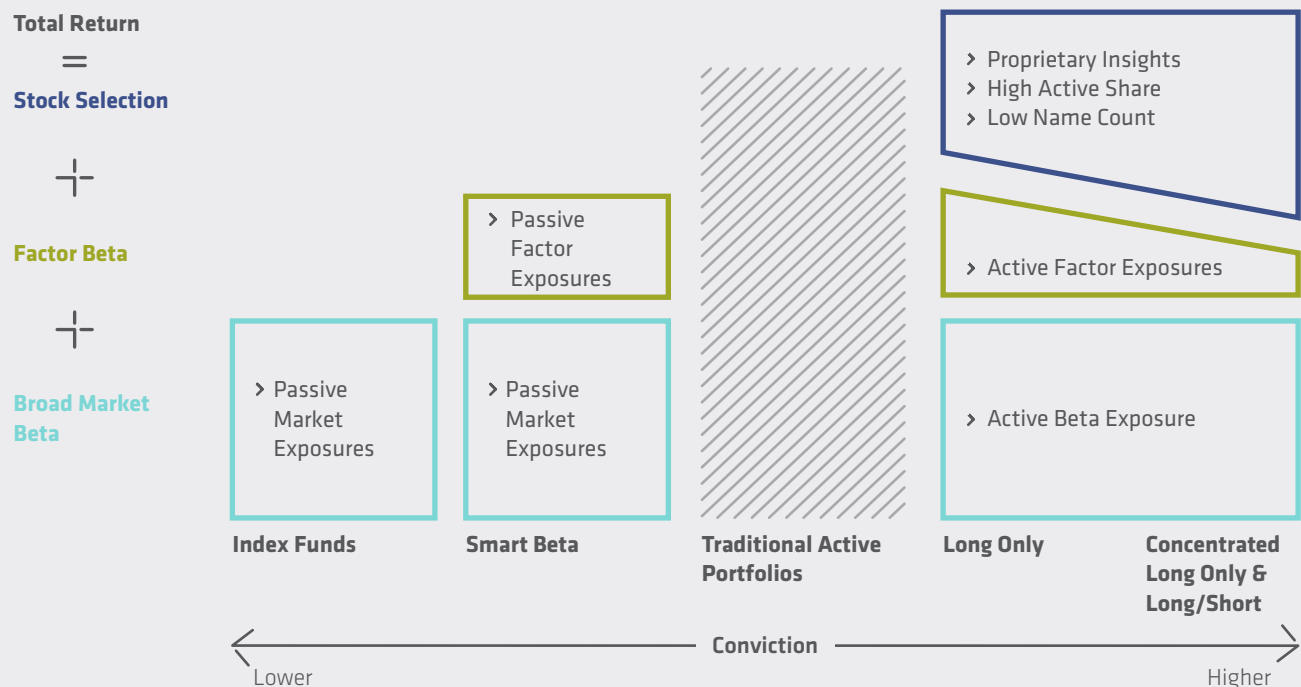 Total Return
=
Stock Selection
+
Factor Beta
+
Broad Market
Beta
> Proprietary Insights
> High Active Share
> Low Name Count
> Passive
Factor
Exposures
> Active Factor Exposures
> Passive
Market
Exposures
> Passive
Market
Exposures
> Active Beta Exposure
Index Funds
Smart Beta
Traditional Active
Portfolios
Long Only
Concentrated
Long Only &
Long/Short
Conviction
Lower
Higher